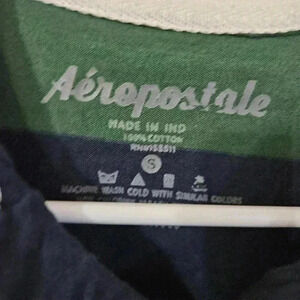 Aéropostale
MADE IN IND
100% COTTON
S
MACHINE WASH COLD WITH SIMILAR COLORS